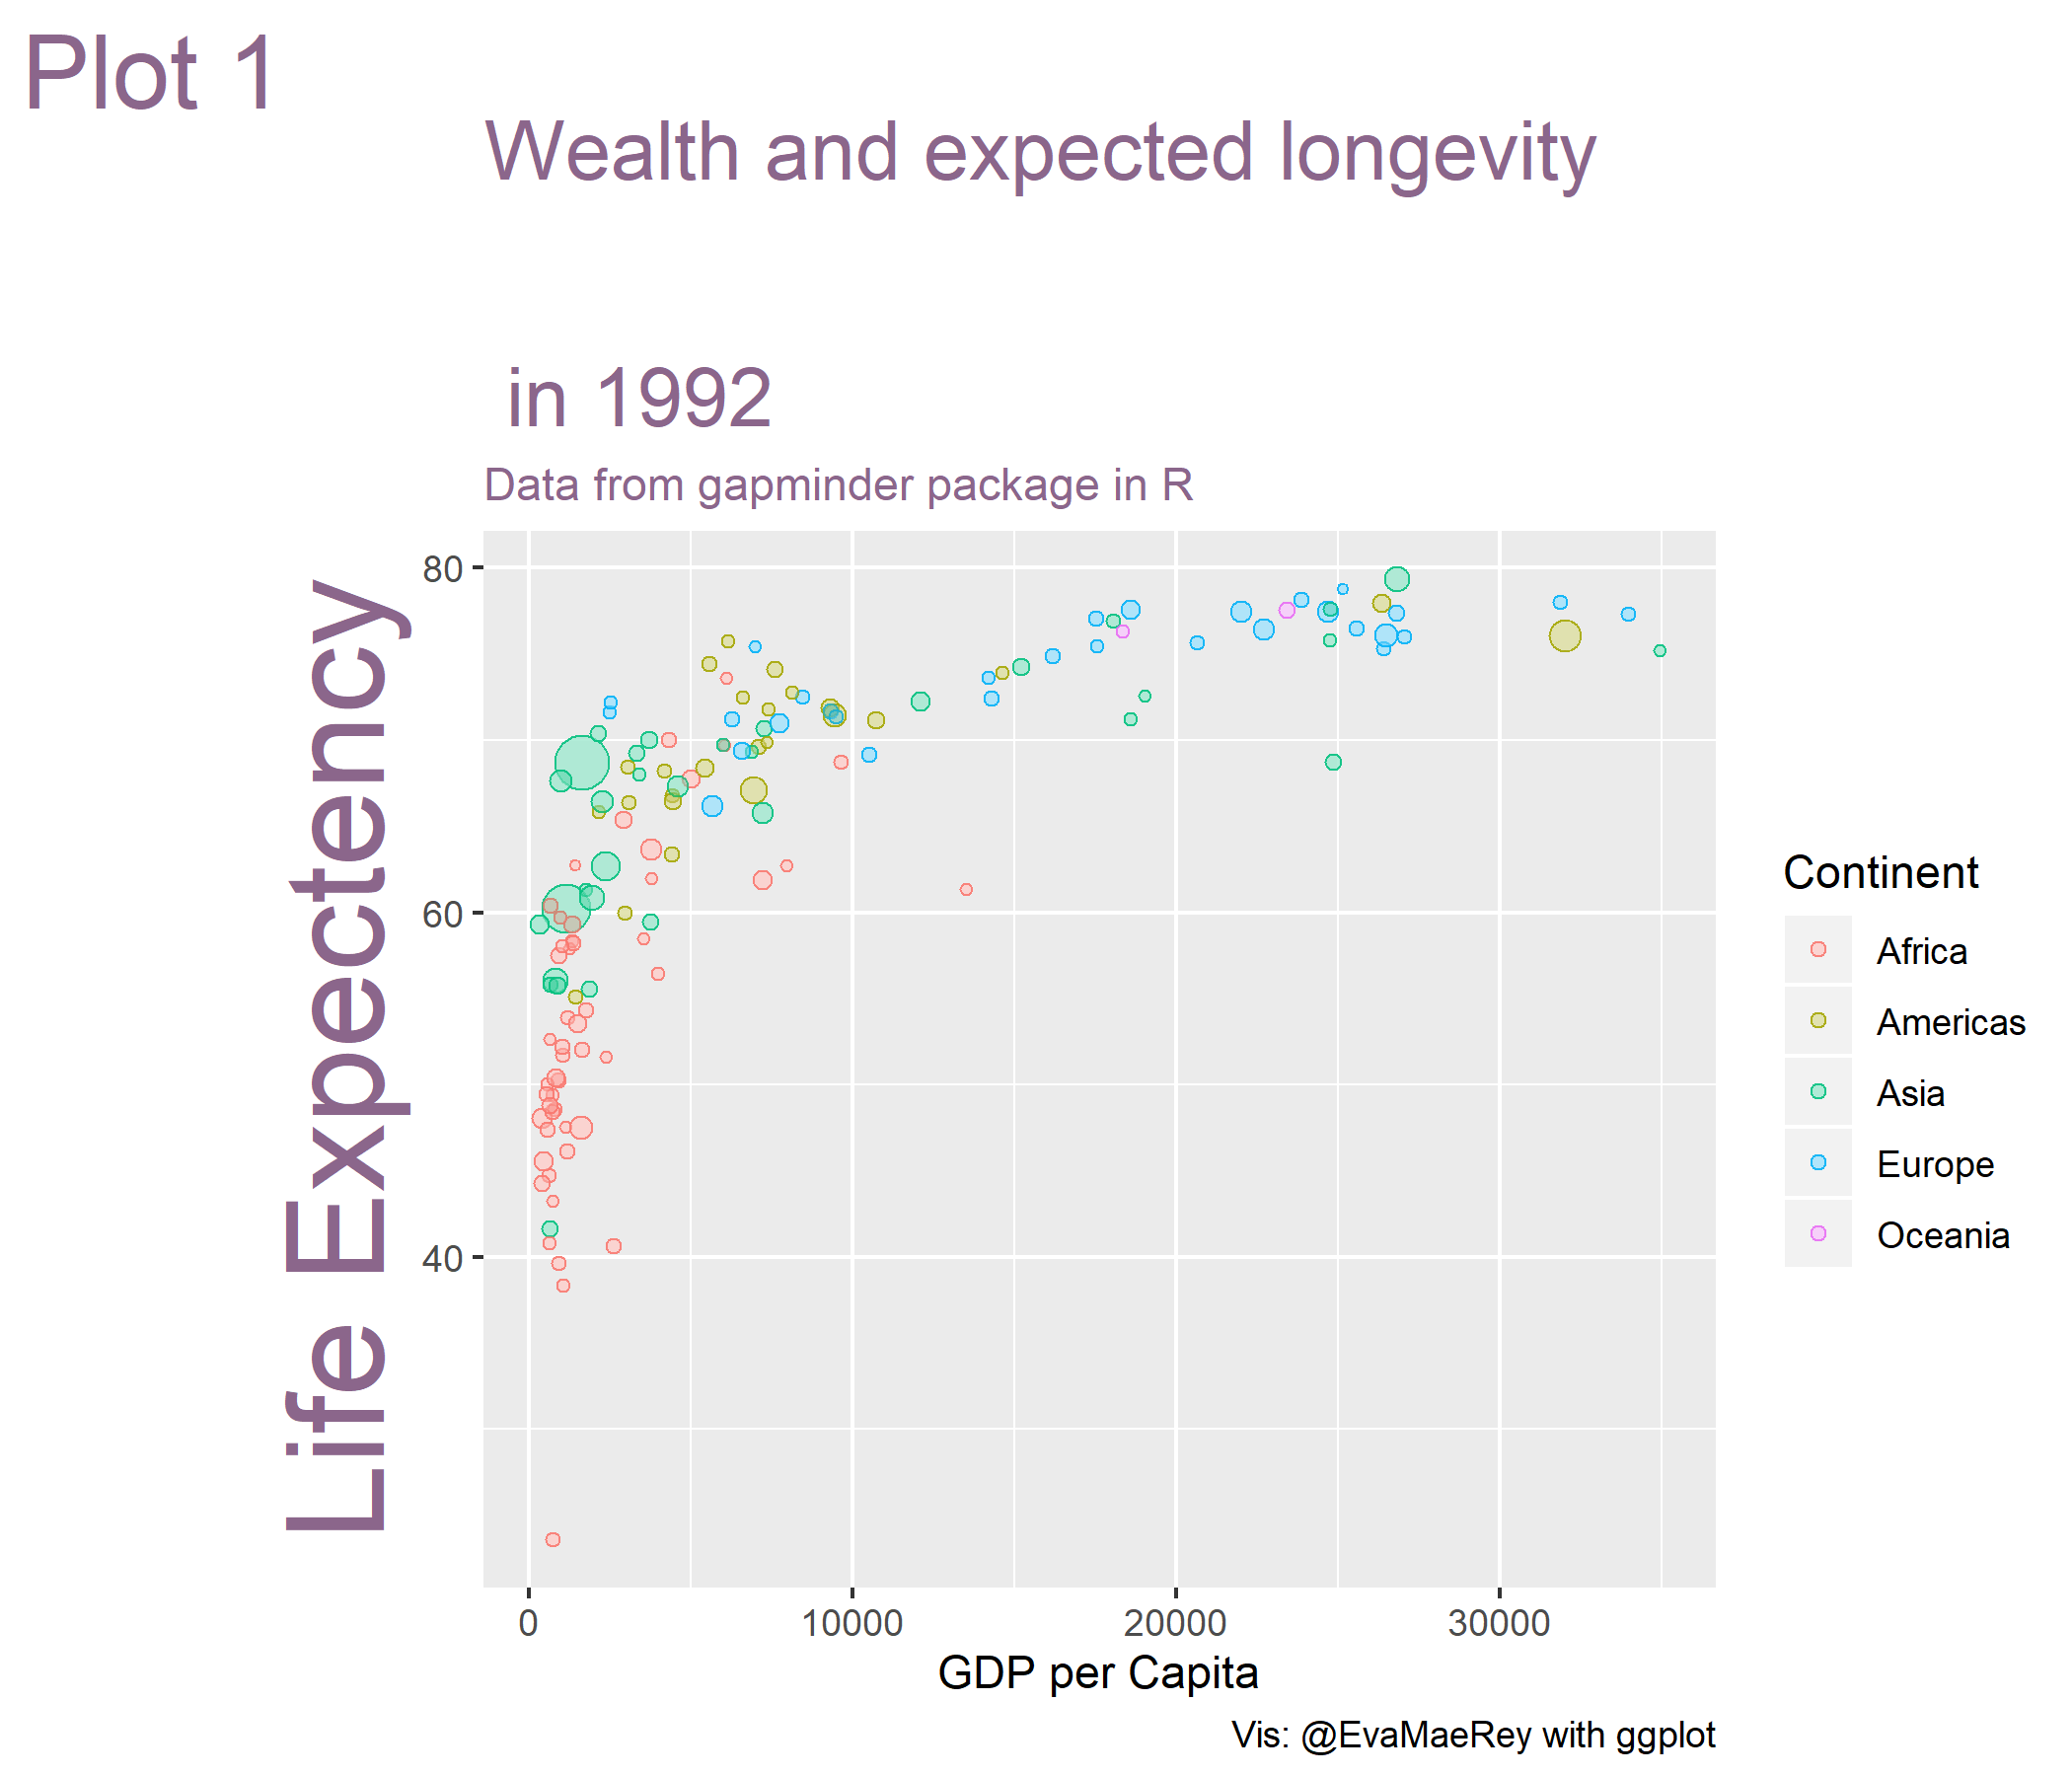 Plot 1
Wealth and expected longevity
in 1992
Data from gapminder package in R
Life Expectency
80
60
40
0 10000 20000 30000
GDP per Capita
Continent
Africa
Americas
Asia
Europe
Oceania
Vis: @EvaMaeRey with ggplot